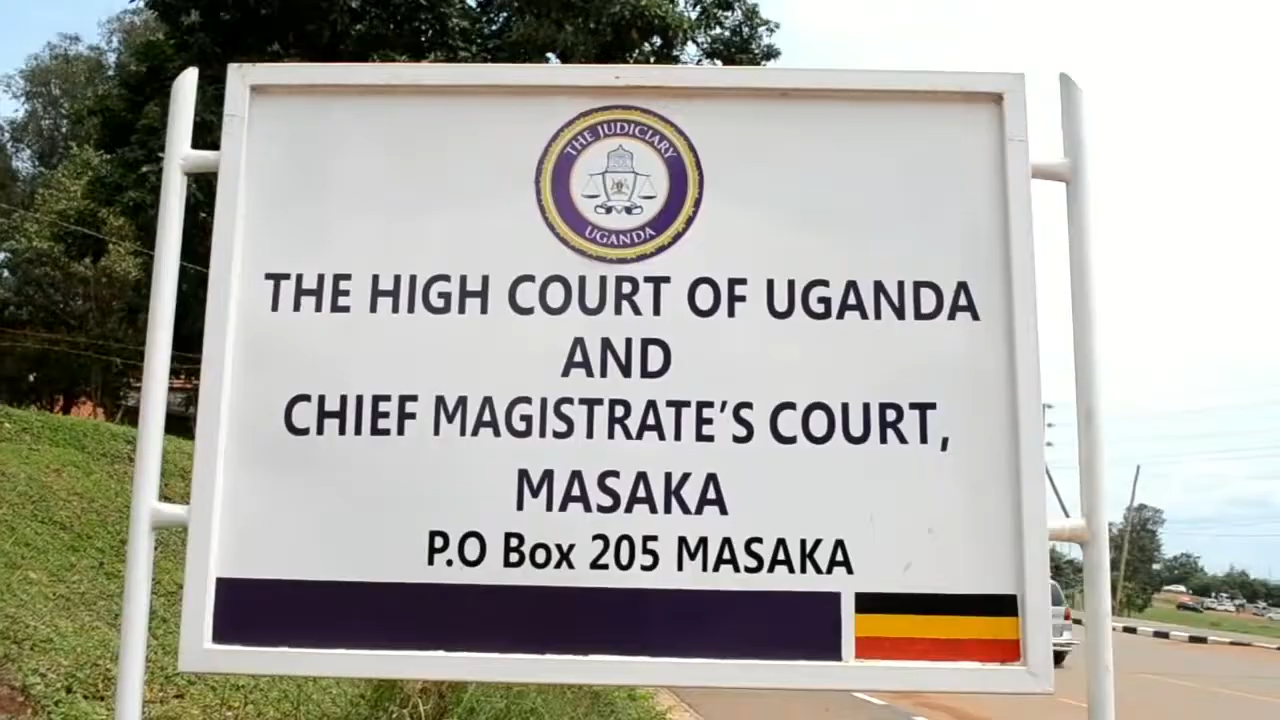 THE JUDICIARY
UGANDA
THE HIGH COURT OF UGANDA
AND
CHIEF MAGISTRATE'S COURT,
MASAKA
P.O Box 205 MASAKA